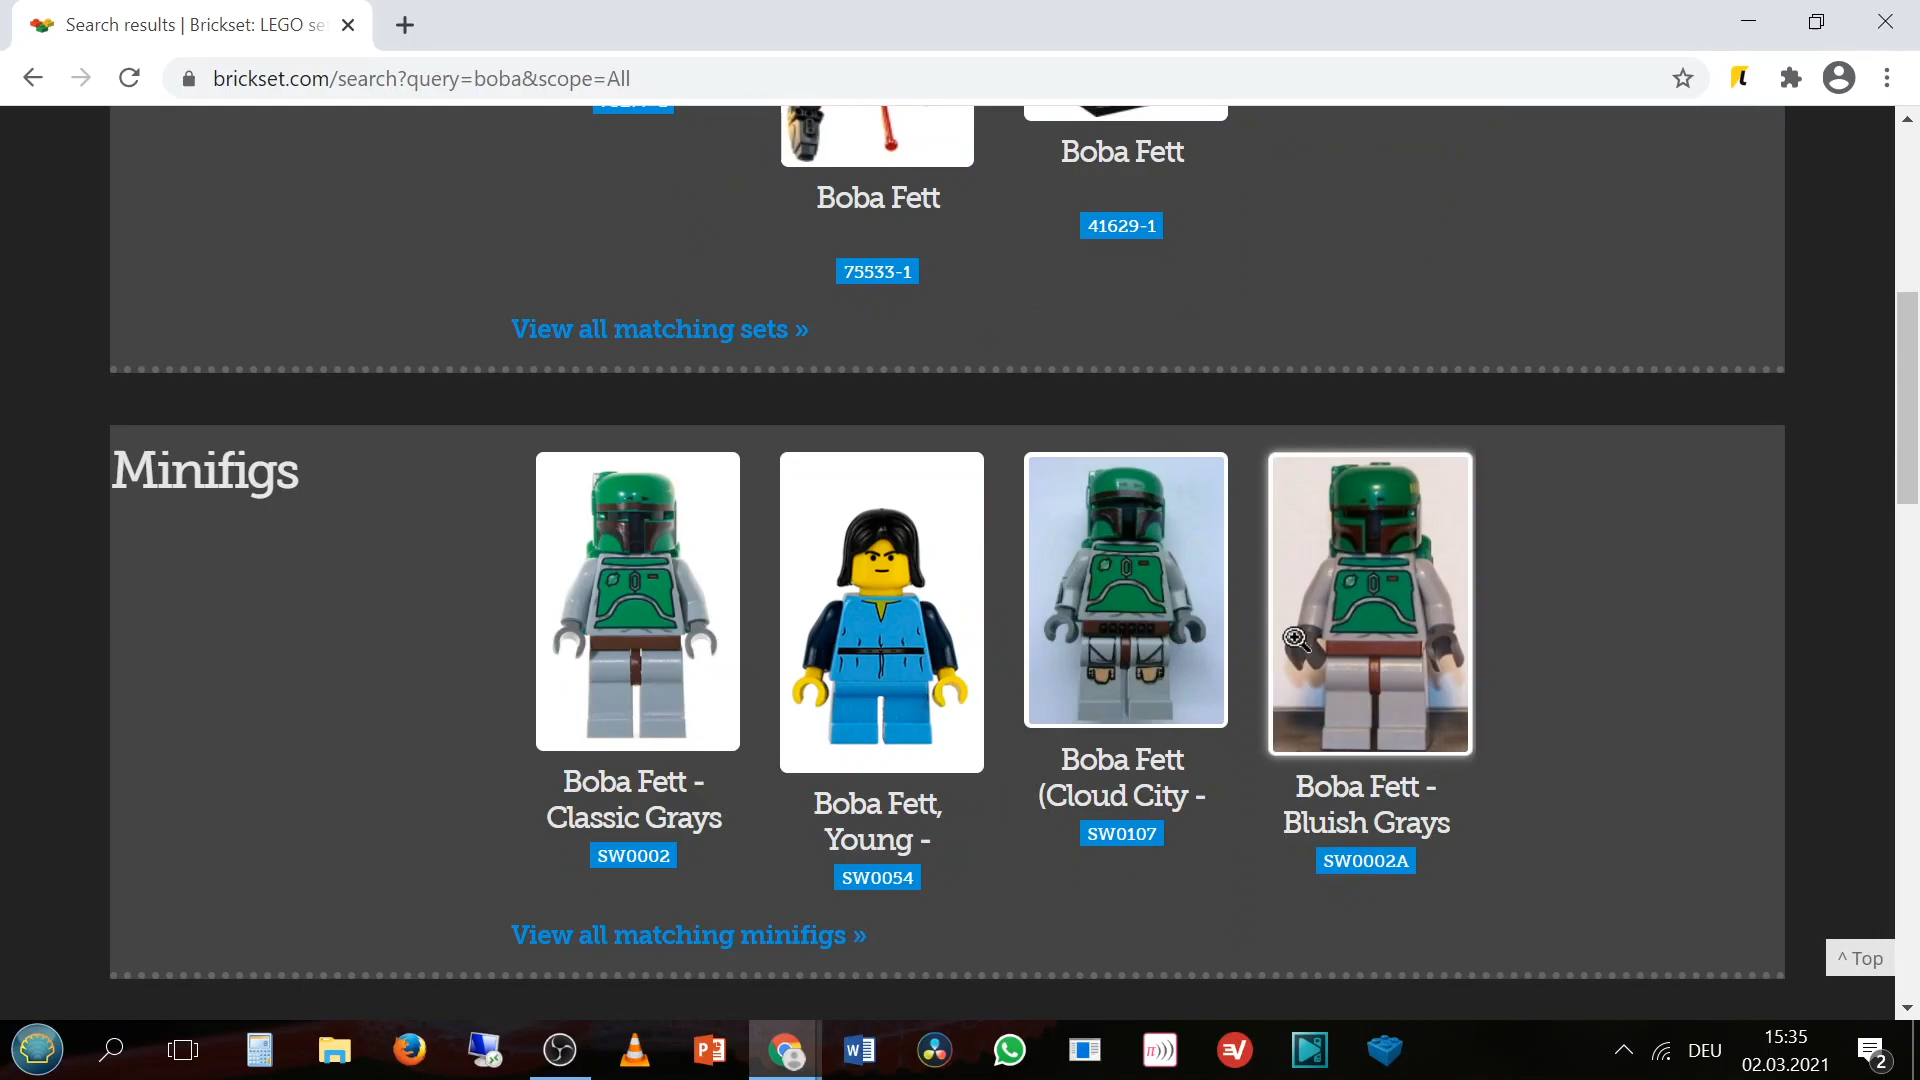 Search results | Brickset: LEGO se
brickset.com/search?query=boba&scope=All
Boba Fett
Boba Fett
41629-1
75533-1
View all matching sets »
Minifigs
Boba Fett -
Classic Grays
SW0002
Boba Fett,
Young -
SW0054
Boba Fett
(Cloud City -
SW0107
Boba Fett -
Bluish Grays
SW0002A
View all matching minifigs »
^ Top
DEU
15:35
02.03.2021
2